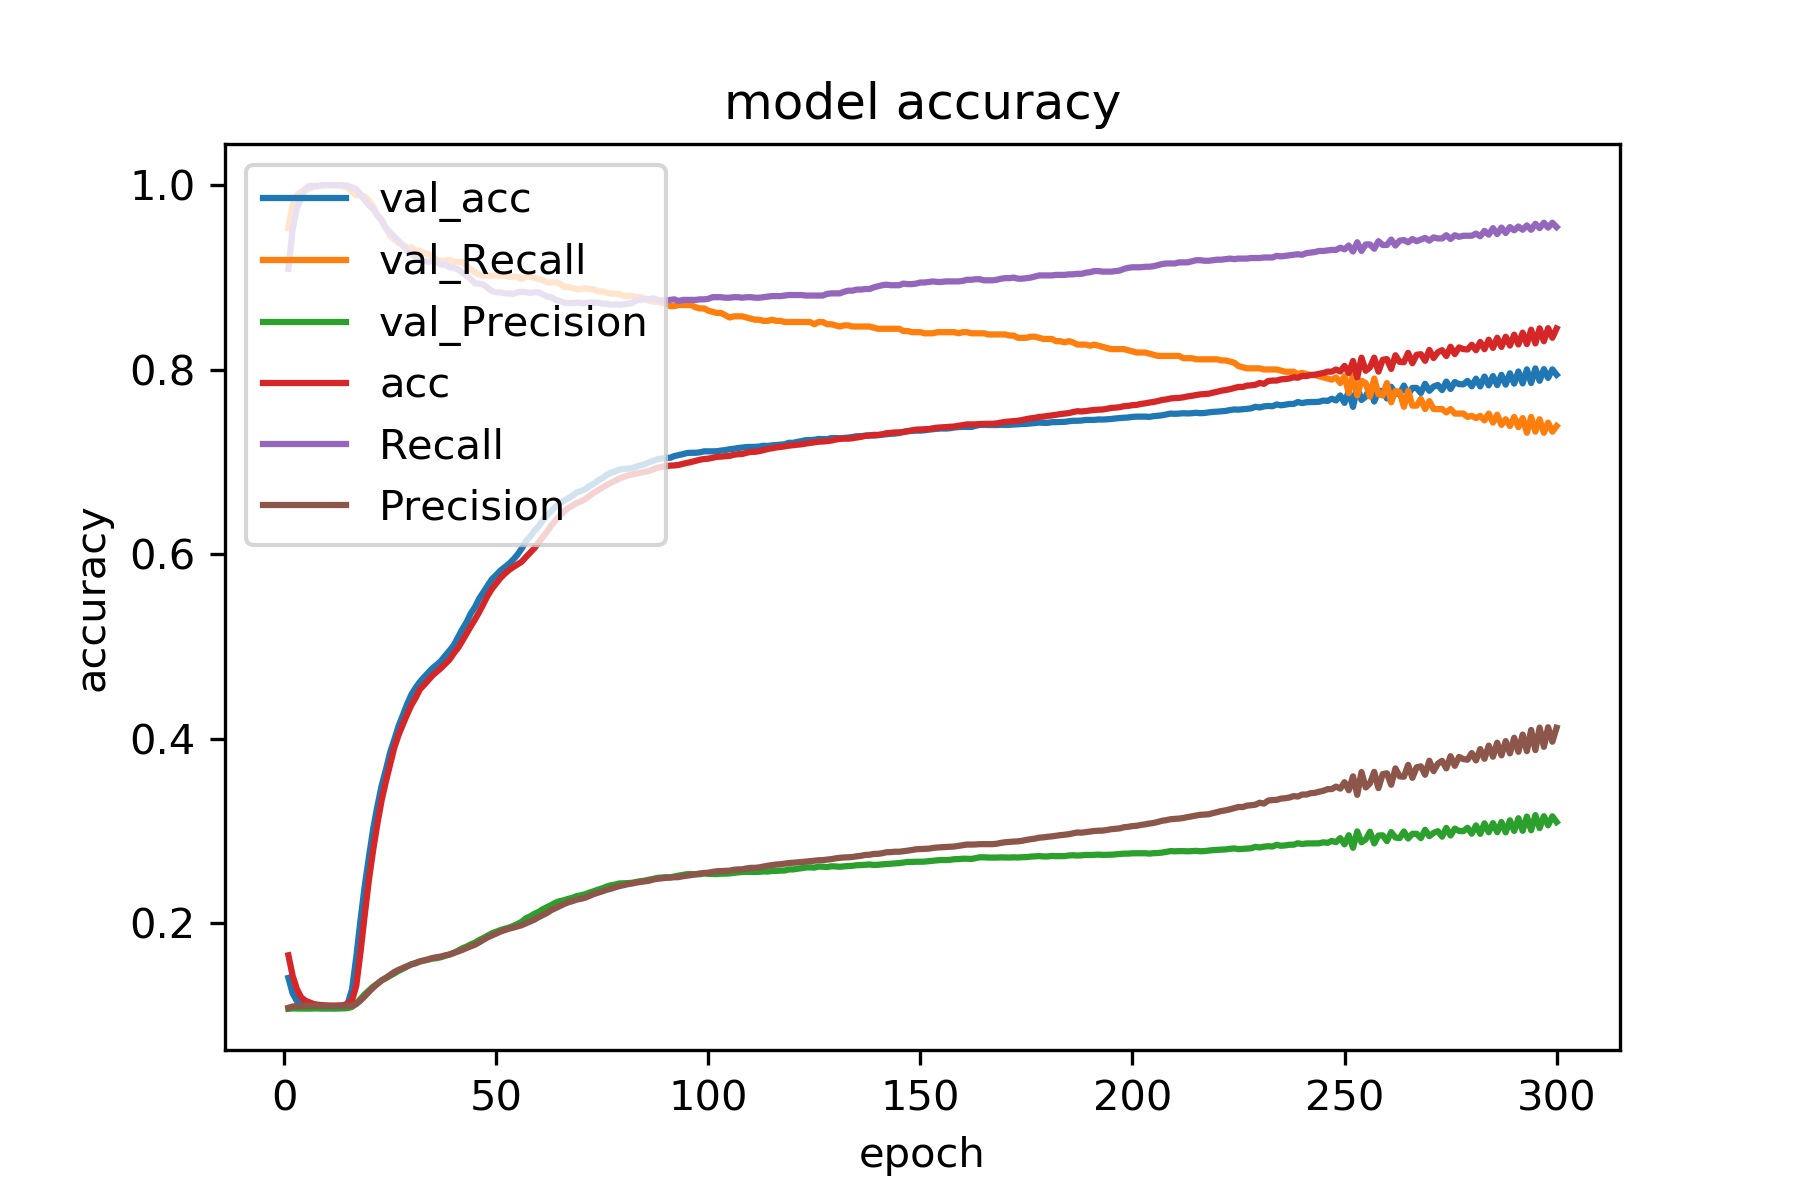 model accuracy
accuracy
1.0
0.8
0.6
0.4
0.2
val_acc
val_Recall
val_Precision
acc
Recall
Precision
0 50 100 150 200 250 300
epoch